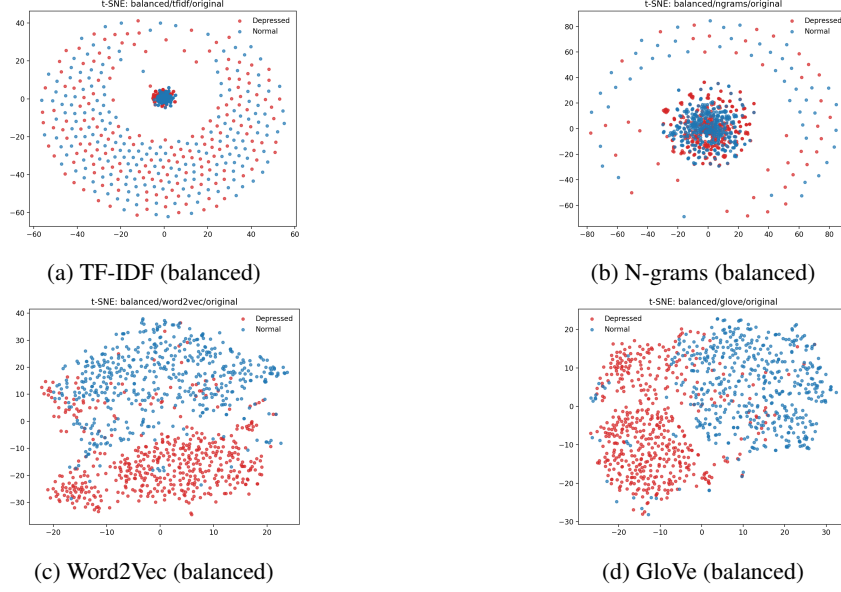 t-SNE: balanced/tfidf/original
Depressed
Normal
40
20
0
−20
−40
−60
−60 −40 −20 0 20 40 60
(a) TF-IDF (balanced)
t-SNE: balanced/ngrams/original
Depressed
Normal
80
60
40
20
0
−20
−40
−60
−80 −60 −40 −20 0 20 40 60 80
(b) N-grams (balanced)
t-SNE: balanced/word2vec/original
Depressed
Normal
40
30
20
10
0
−10
−20
−30
−20 −10 0 10 20
(c) Word2Vec (balanced)
t-SNE: balanced/glove/original
Depressed
Normal
20
10
0
−10
−20
−30
−20 −10 0 10 20 30
(d) GloVe (balanced)